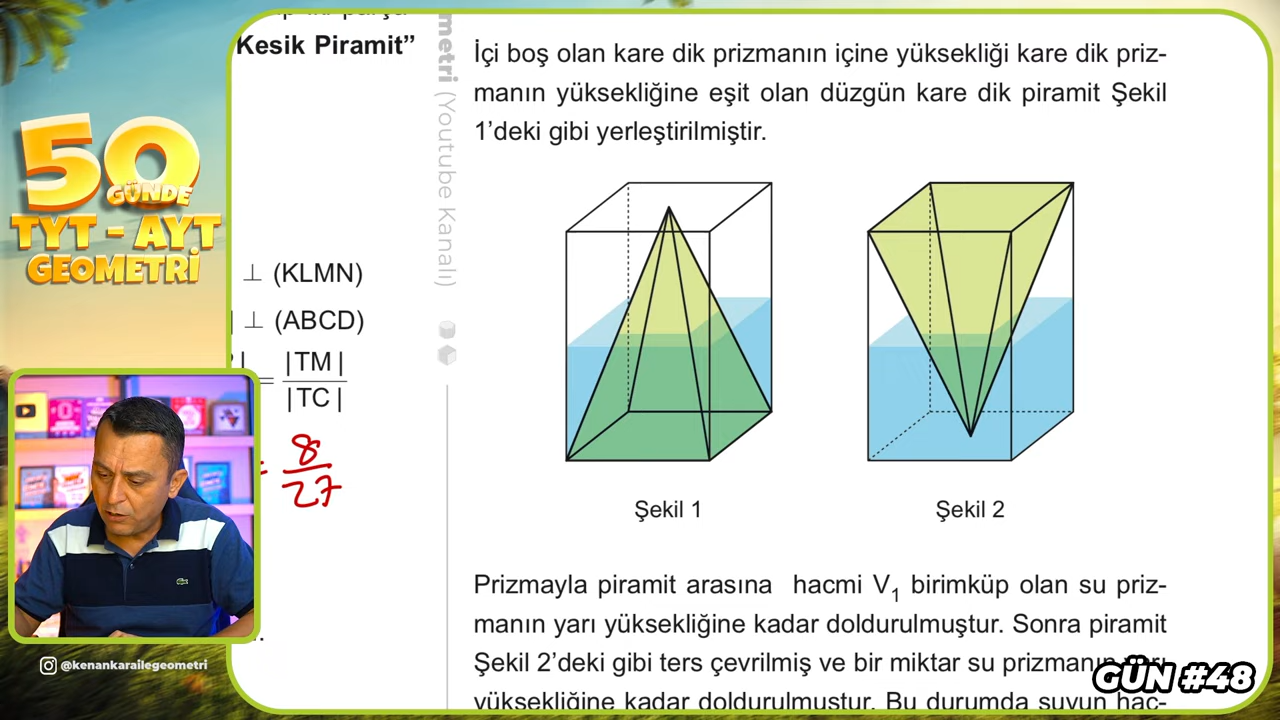 50
GÜNDE
TYT - AYT
GEOMETRİ
Kesik Piramit”
⊥ (KLMN)
| ⊥ (ABCD)
= |TM| / |TC|
= 8/27
metri (Youtube Kanalı)
İçi boş olan kare dik prizmanın içine yüksekliği kare dik priz-
manın yüksekliğine eşit olan düzgün kare dik piramit Şekil
1’deki gibi yerleştirilmiştir.
Şekil 1
Şekil 2
Prizmayla piramit arasına hacmi V₁ birimküp olan su priz-
manın yarı yüksekliğine kadar doldurulmuştur. Sonra piramit
Şekil 2’deki gibi ters çevrilmiş ve bir miktar su prizmanın yarı
yüksekliğine kadar doldurulmuştur. Bu durumda suyun hac-
@kenankarailegeometri
GÜN #48